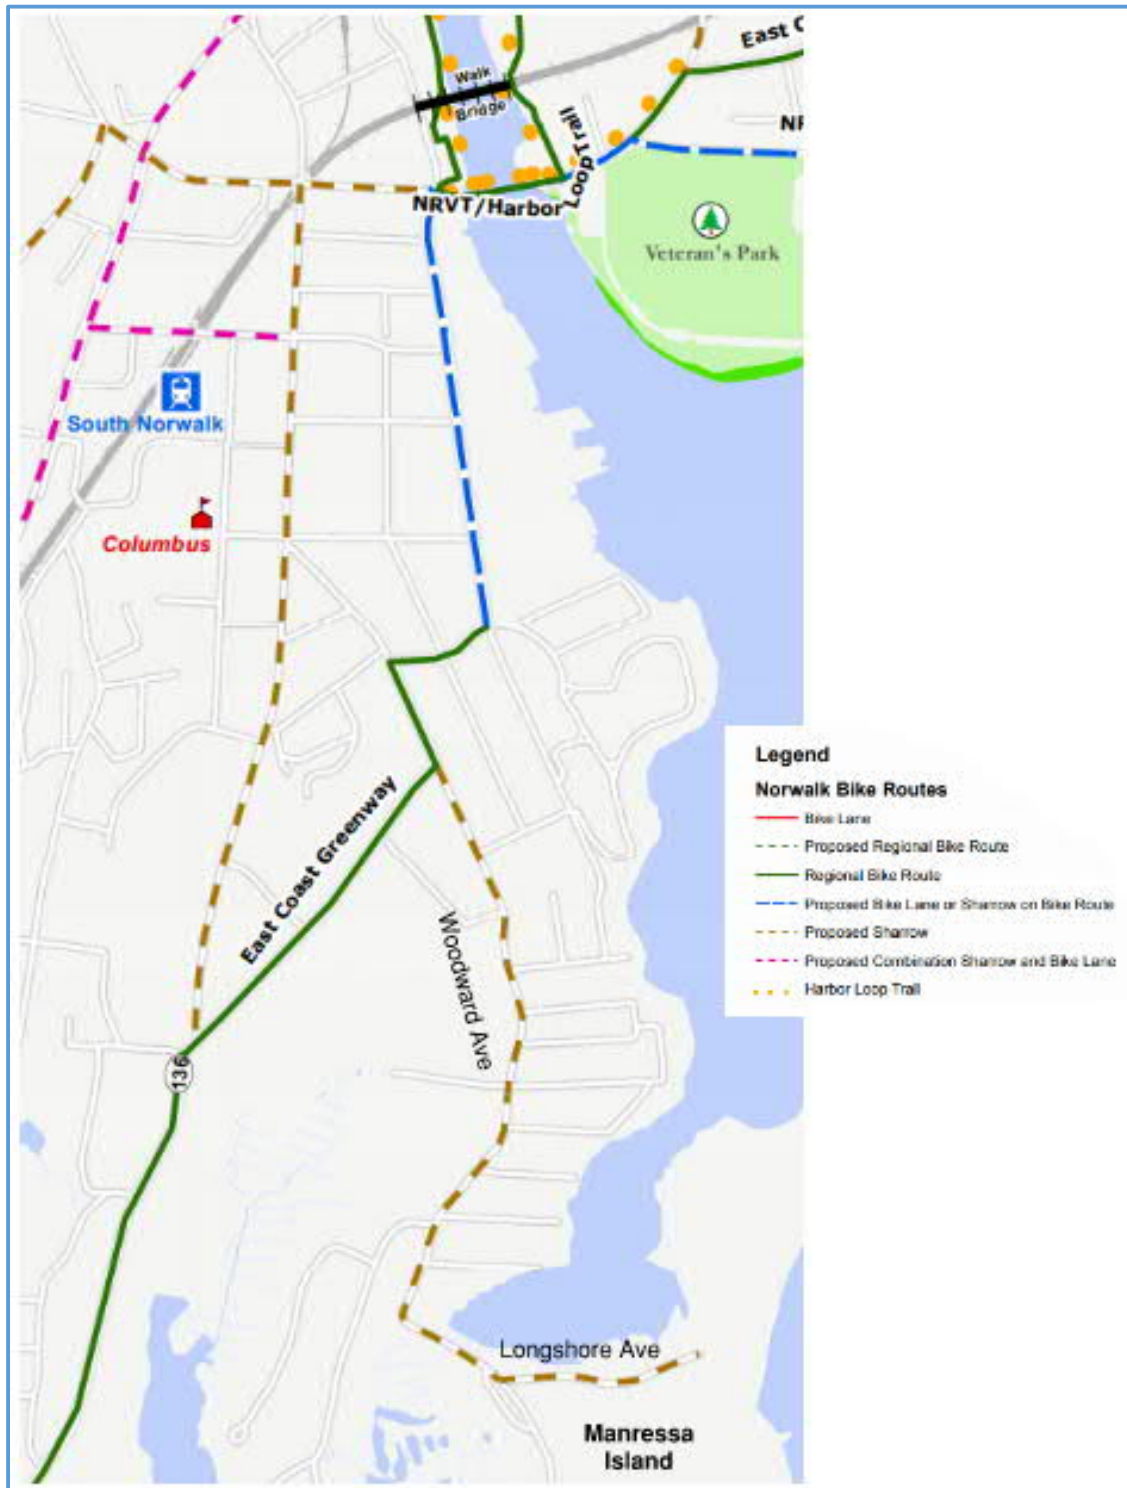 East C
Walk
Bridge
Loop Trail
NF
NRVT/Harbor
Veteran's Park
South Norwalk
Columbus
East Coast Greenway
Woodward Ave
136
Longshore Ave
Manressa
Island
Legend
Norwalk Bike Routes
Bike Lane
Proposed Regional Bike Route
Regional Bike Route
Proposed Bike Lane or Sharrow on Bike Route
Proposed Sharrow
Proposed Combination Sharrow and Bike Lane
Harbor Loop Trail